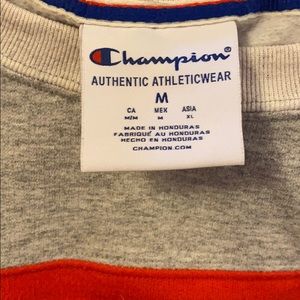 Champion®
AUTHENTIC ATHLETICWEAR
M
CA MEX ASIA
M/M M XL
MADE IN HONDURAS
FABRIQUÉ AU HONDURAS
HECHO EN HONDURAS
CHAMPION.COM